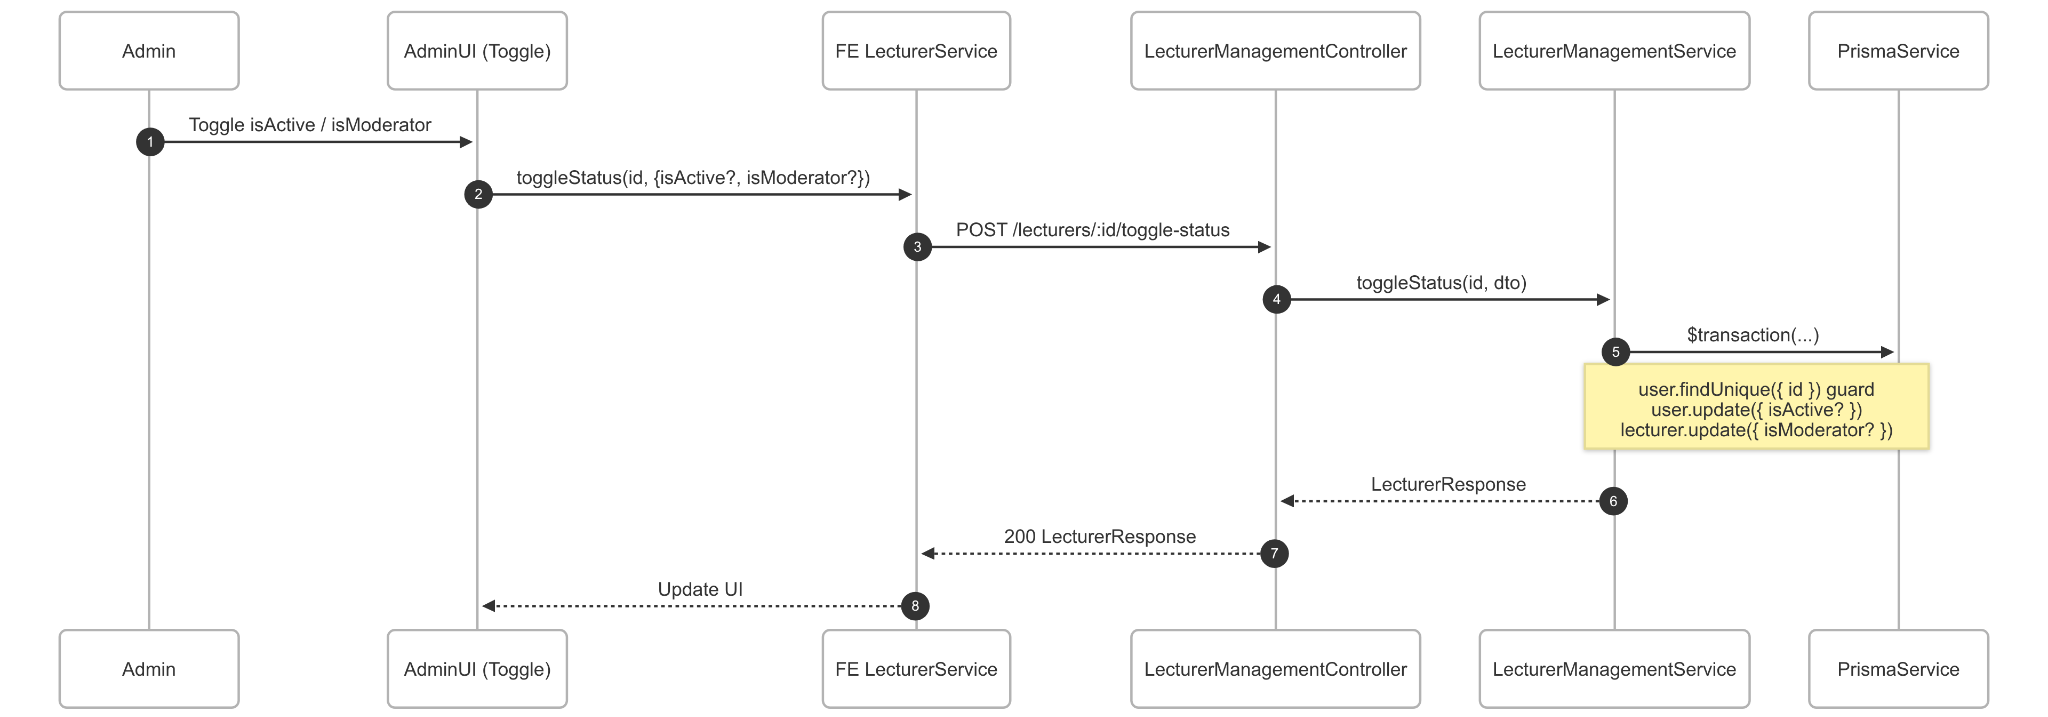 Admin
AdminUI (Toggle)
FE LecturerService
LecturerManagementController
LecturerManagementService
PrismaService
Toggle isActive / isModerator
1
toggleStatus(id, {isActive?, isModerator?})
2
POST /lecturers/:id/toggle-status
3
toggleStatus(id, dto)
4
$transaction(...)
5
user.findUnique({ id }) guard
user.update({ isActive? })
lecturer.update({ isModerator? })
LecturerResponse
6
200 LecturerResponse
7
Update UI
8
Admin
AdminUI (Toggle)
FE LecturerService
LecturerManagementController
LecturerManagementService
PrismaService